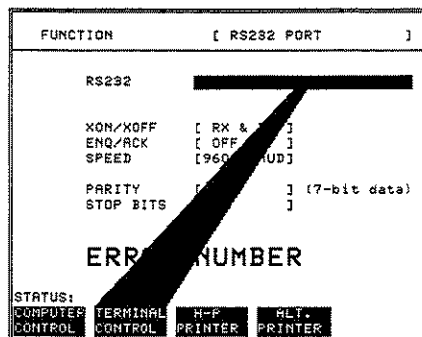 FUNCTION [ RS232 PORT ]
RS232
XON/XOFF [ RX & ]
ENQ/ACK [ OFF ]
SPEED [960 UD]
PARITY [ ] (7-bit data)
STOP BITS ]
NUMBER
STATUS:
COMPUTER CONTROL
TERMINAL CONTROL
H-P PRINTER
ALT. PRINTER